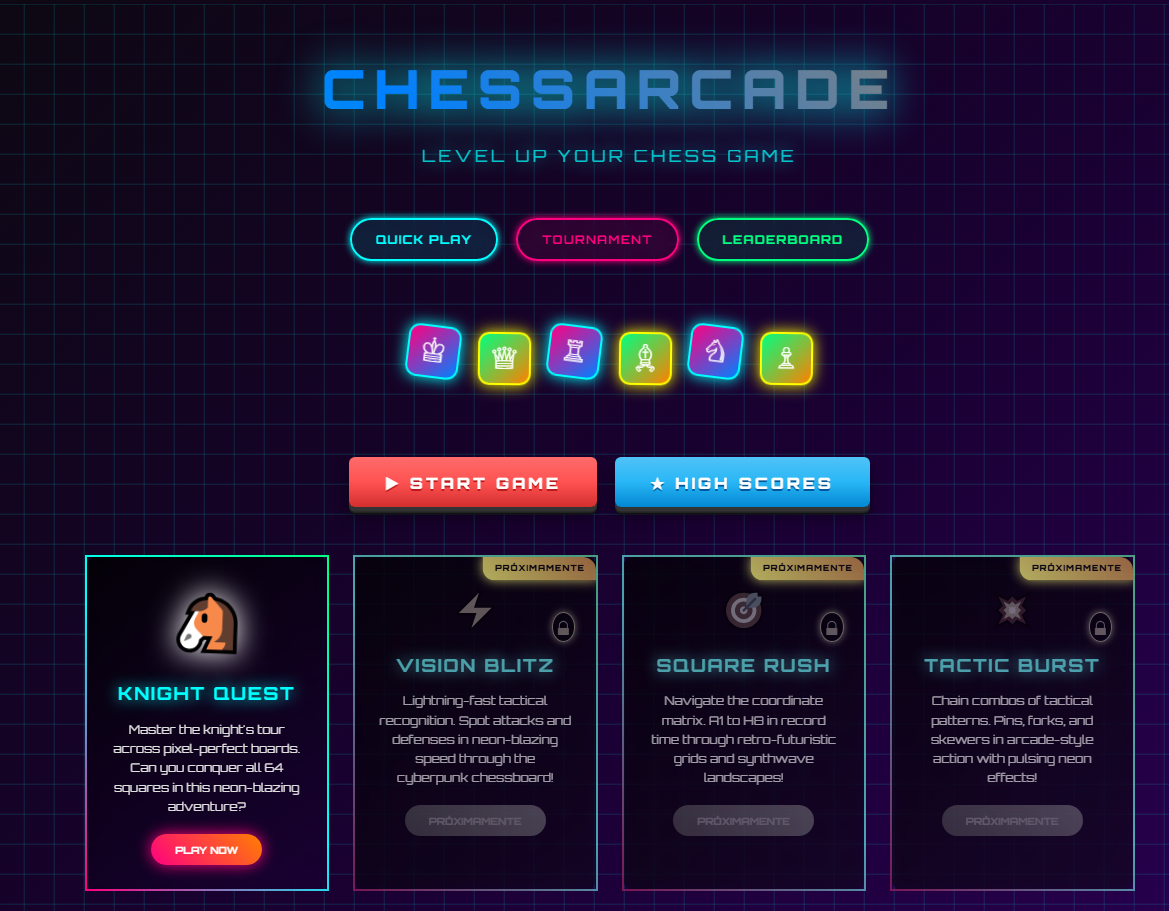 CHESSARCADE
LEVEL UP YOUR CHESS GAME
QUICK PLAY
TOURNAMENT
LEADERBOARD
▶ START GAME
★ HIGH SCORES
KNIGHT QUEST
Master the knight's tour
across pixel-perfect boards.
Can you conquer all 64
squares in this neon-blazing
adventure?
PLAY NOW
PRÓXIMAMENTE
VISION BLITZ
Lightning-fast tactical
recognition. Spot attacks and
defenses in neon-blazing
speed through the
cyberpunk chessboard!
PRÓXIMAMENTE
PRÓXIMAMENTE
SQUARE RUSH
Navigate the coordinate
matrix. A1 to H8 in record
time through retro-futuristic
grids and synthwave
landscapes!
PRÓXIMAMENTE
PRÓXIMAMENTE
TACTIC BURST
Chain combos of tactical
patterns. Pins, forks, and
skewers in arcade-style
action with pulsing neon
effects!
PRÓXIMAMENTE